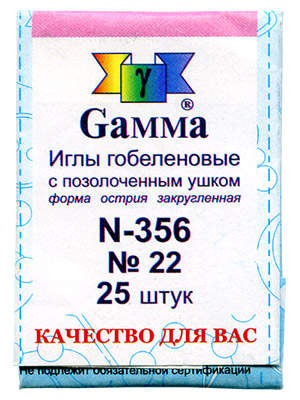 γ
Gamma®
Иглы гобеленовые
с позолоченным ушком
форма острия закругленная
N-356
№ 22
25 штук
КАЧЕСТВО ДЛЯ ВАС
не подлежит обязательной сертификации